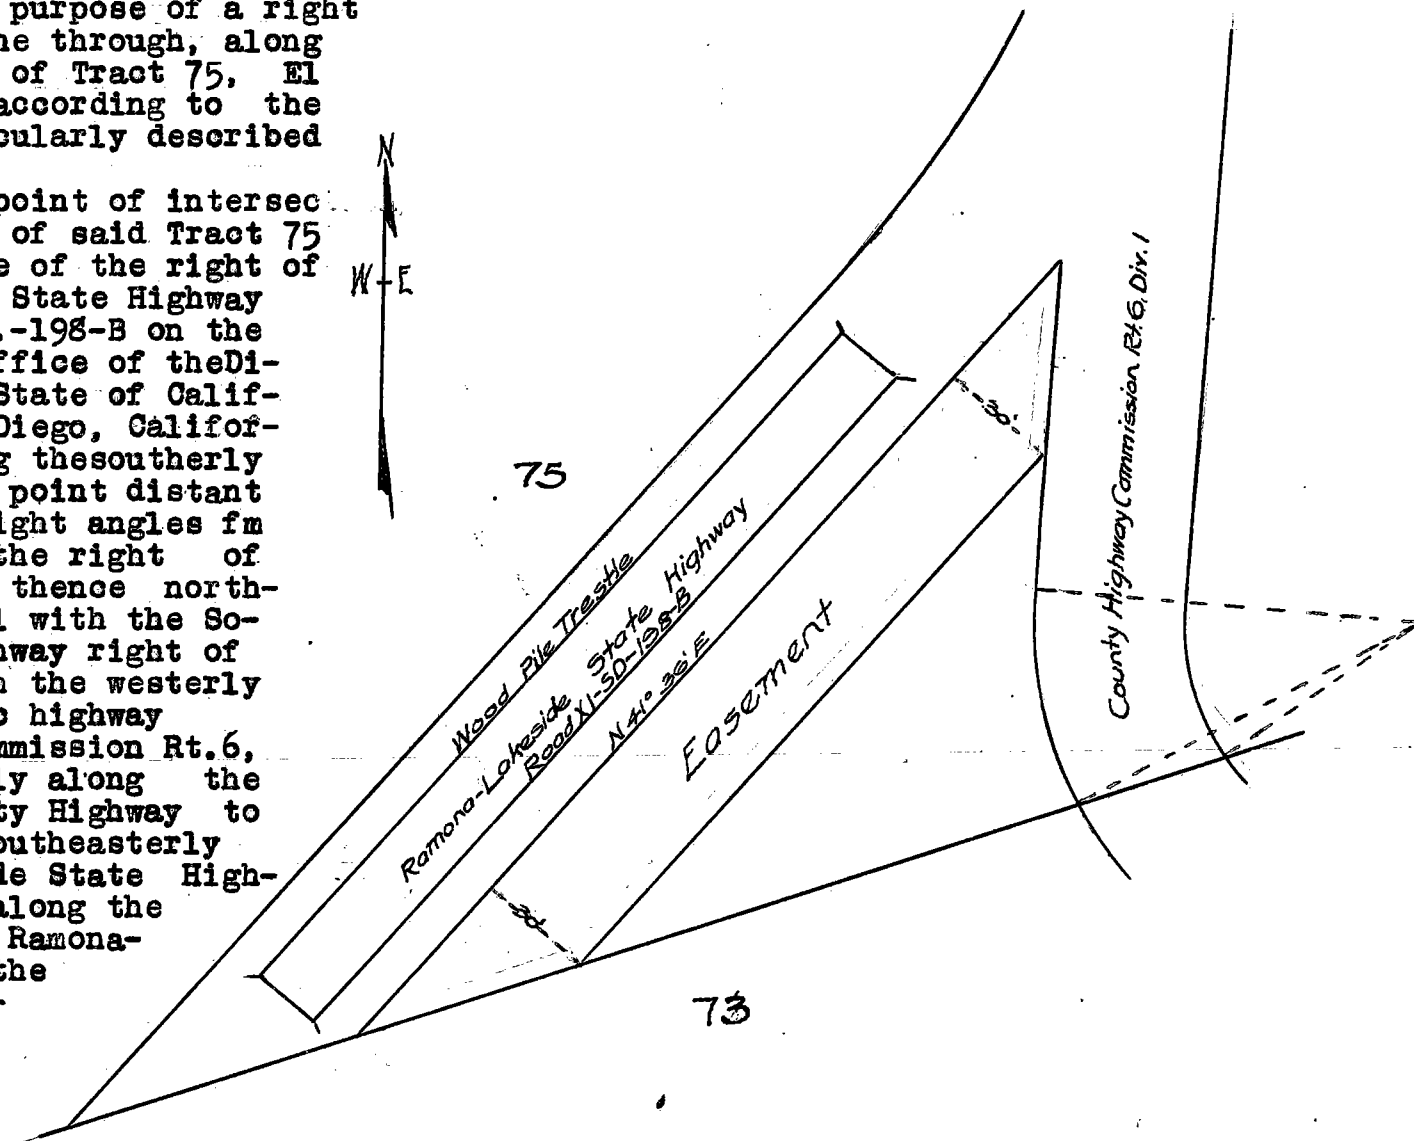 purpose of a right
ne through, along
of Tract 75, El
according to the
cularly described
point of intersec
of said Tract 75
e of the right of
State Highway
.-198-B on the
ffice of theDi-
State of Calif-
Diego, Califor-
g thesoutherly
point distant
ight angles fm
the right of
thence north-
l with the So-
hway right of
n the westerly
c highway
mmission Rt.6,
ly along the
ty Highway to
outheasterly
le State High-
along the
Ramona-
the
N
W E
75
Wood Pile Trestle
Ramona-Lakeside State Highway
Road XI-SD-198-B
N 41° 36' E
Easement
30'
30'
County Highway Commission Rt. 6, Div. 1
73